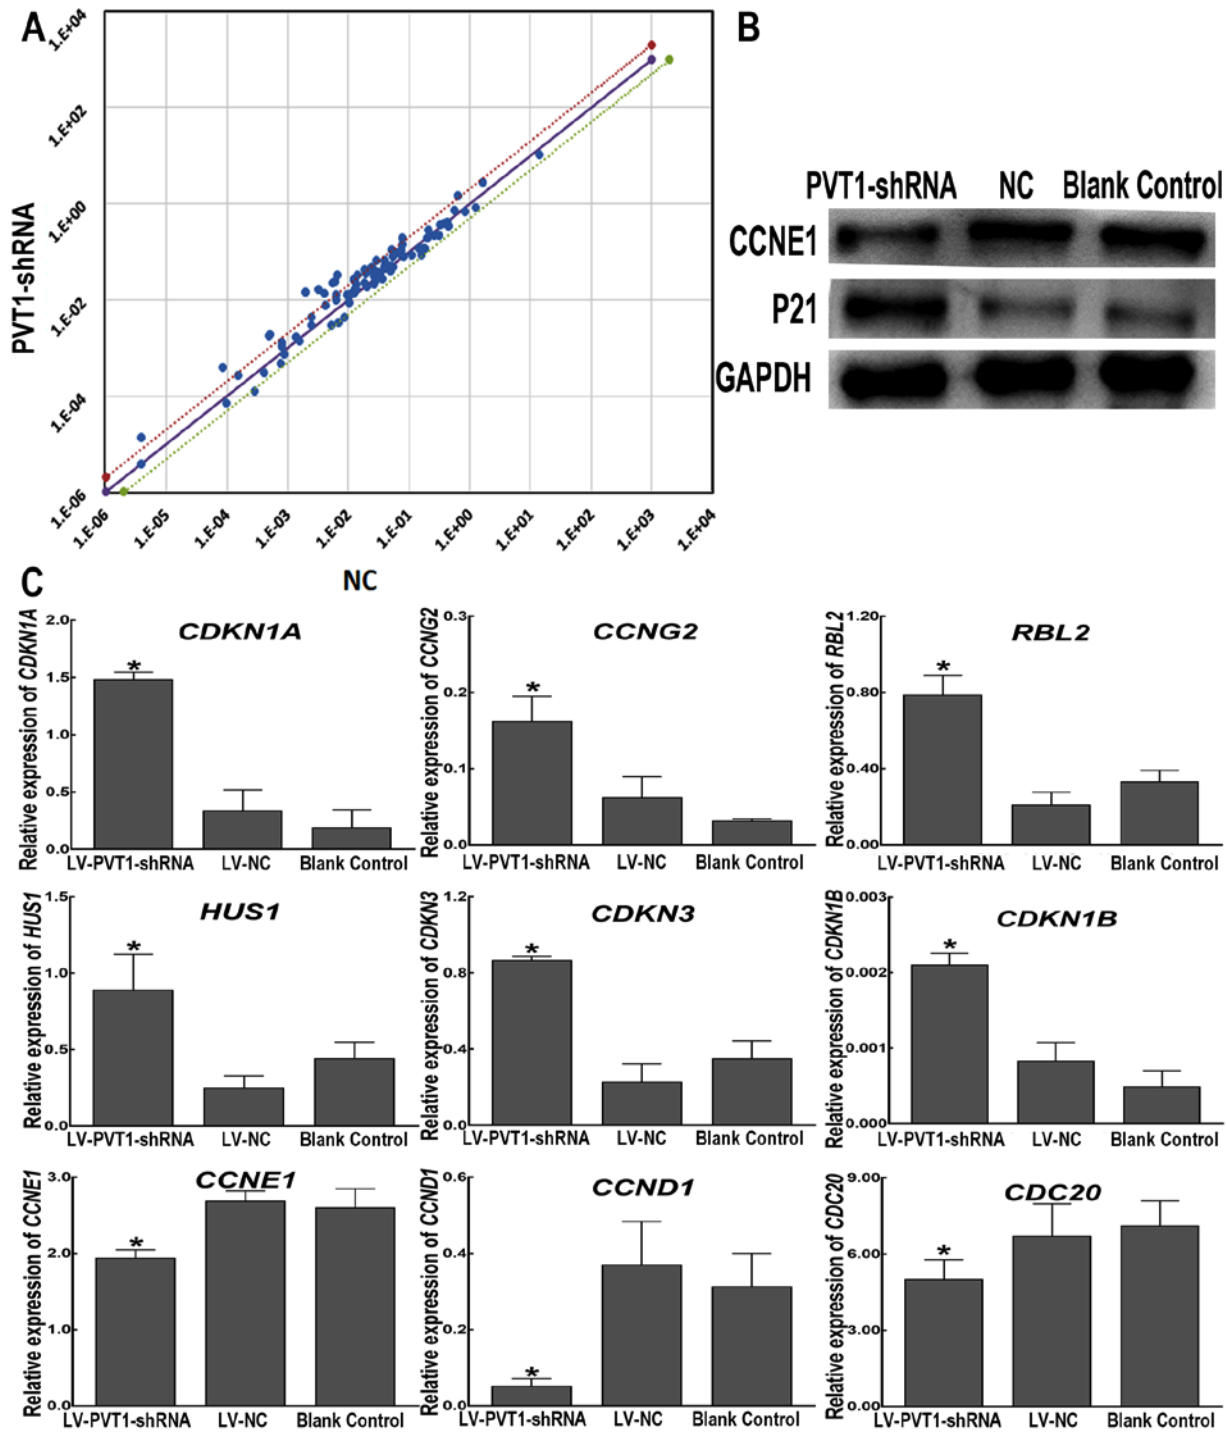 A
1.E+04
1.E+02
1.E+00
1.E-02
1.E-04
1.E-06
PVT1-shRNA
1.E-06 1.E-05 1.E-04 1.E-03 1.E-02 1.E-01 1.E+00 1.E+01 1.E+02 1.E+03 1.E+04
NC
B
PVT1-shRNA NC Blank Control
CCNE1
P21
GAPDH
C
Relative expression of CDKN1A
CDKN1A
2.0
1.5
1.0
0.5
0.0
*
LV-PVT1-shRNA LV-NC Blank Control
Relative expression of CCNG2
CCNG2
0.3
0.2
0.1
0.0
*
LV-PVT1-shRNA LV-NC Blank Control
Relative expression of RBL2
RBL2
1.20
0.80
0.40
0.00
*
LV-PVT1-shRNA LV-NC Blank Control
Relative expression of HUS1
HUS1
1.5
1.0
0.5
0.0
*
LV-PVT1-shRNA LV-NC Blank Control
Relative expression of CDKN3
CDKN3
1.2
0.8
0.4
0.0
*
LV-PVT1-shRNA LV-NC Blank Control
Relative expression of CDKN1B
CDKN1B
0.003
0.002
0.001
0.000
*
LV-PVT1-shRNA LV-NC Blank Control
Relative expression of CCNE1
CCNE1
3.0
2.0
1.0
0.0
*
LV-PVT1-shRNA LV-NC Blank Control
Relative expression of CCND1
CCND1
0.6
0.4
0.2
0.0
*
LV-PVT1-shRNA LV-NC Blank Control
Relative expression of CDC20
CDC20
9.00
6.00
3.00
0.00
*
LV-PVT1-shRNA LV-NC Blank Control